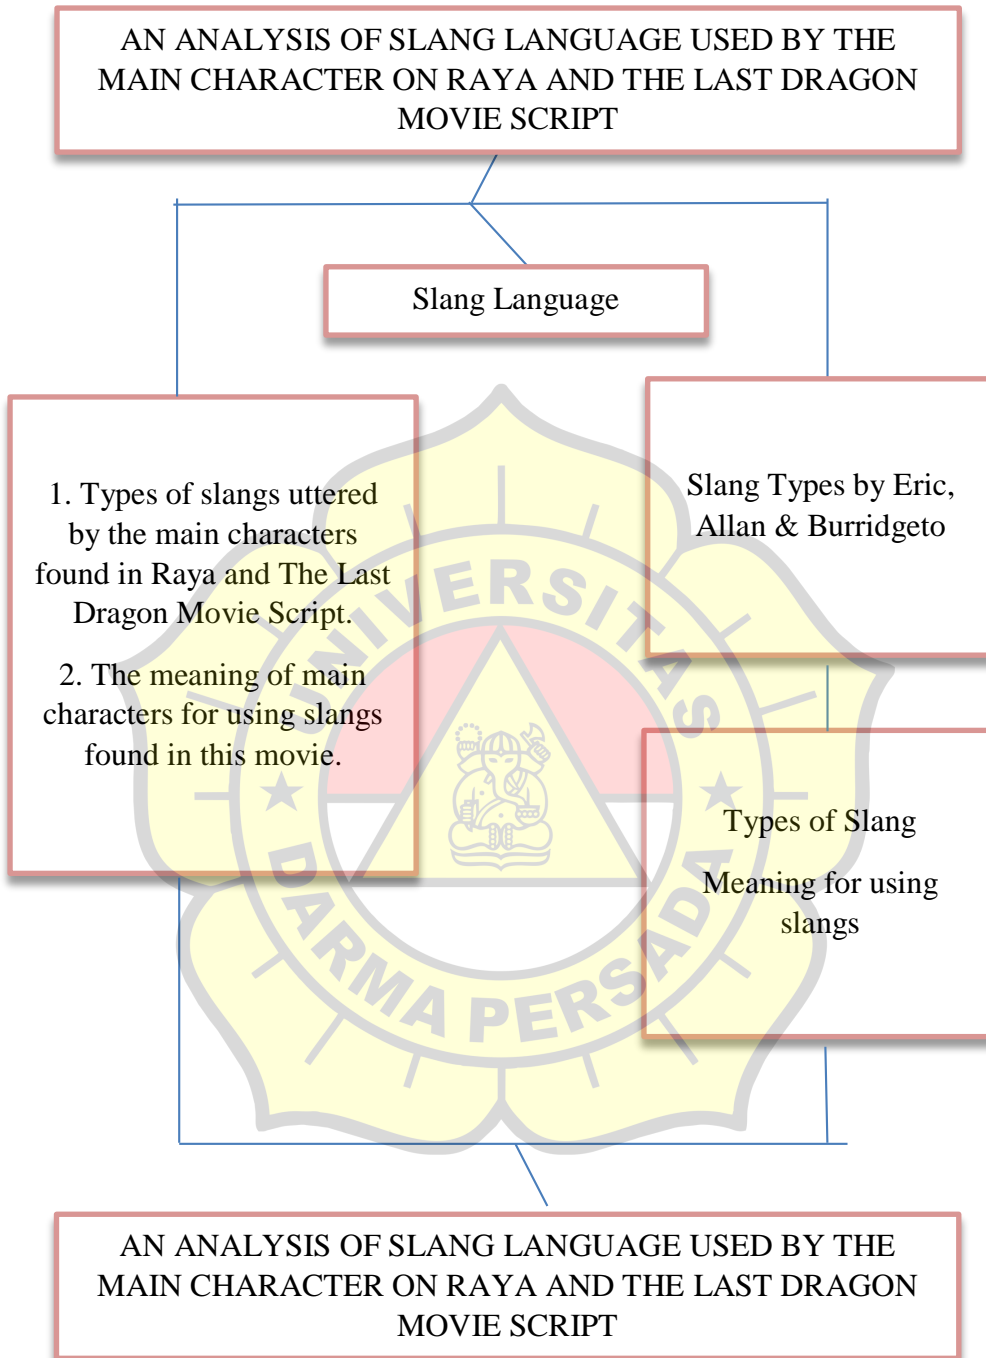 AN ANALYSIS OF SLANG LANGUAGE USED BY THE
MAIN CHARACTER ON RAYA AND THE LAST DRAGON
MOVIE SCRIPT
Slang Language
1. Types of slangs uttered
by the main characters
found in Raya and The Last
Dragon Movie Script.
2. The meaning of main
characters for using slangs
found in this movie.
Slang Types by Eric,
Allan & Burridgeto
Types of Slang
Meaning for using
slangs
UNIVERSITAS
DARMA PERSADA
AN ANALYSIS OF SLANG LANGUAGE USED BY THE
MAIN CHARACTER ON RAYA AND THE LAST DRAGON
MOVIE SCRIPT